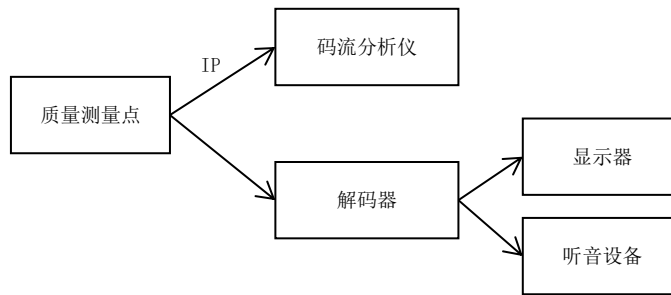 码流分析仪
IP
质量测量点
显示器
解码器
听音设备